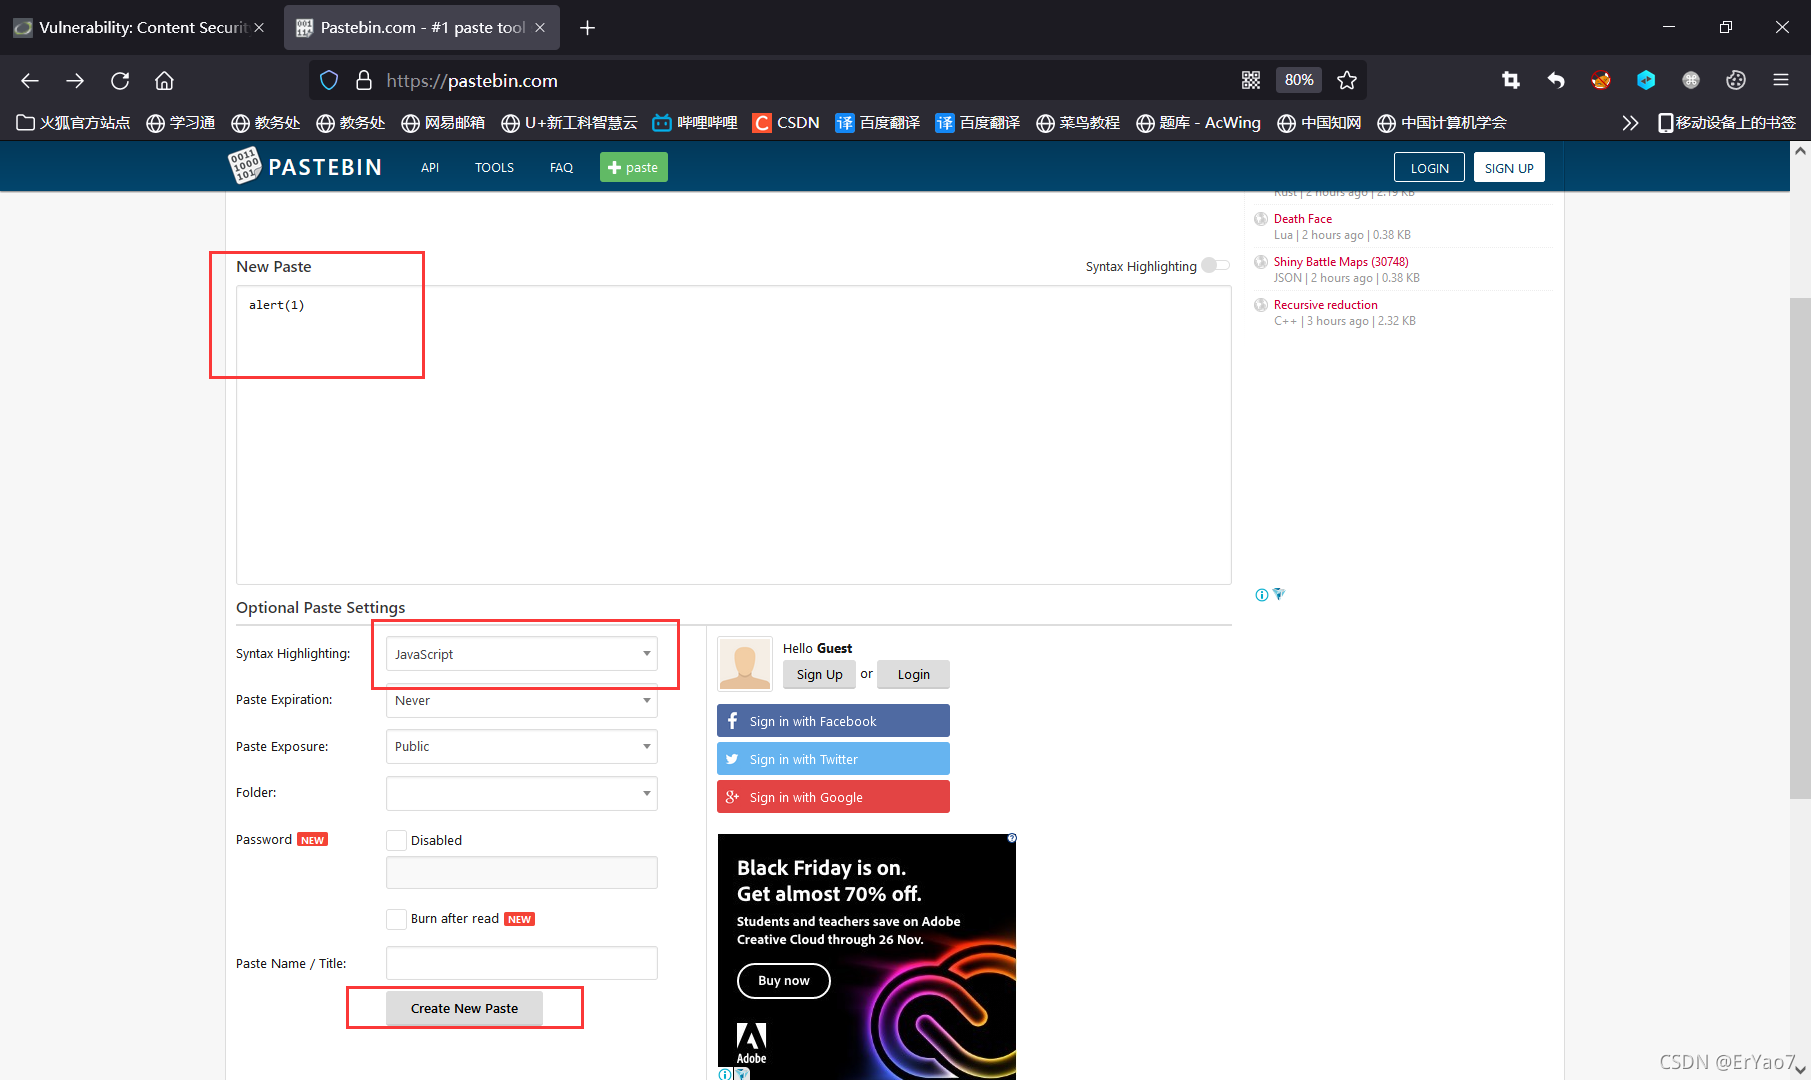 Vulnerability: Content Securit
Pastebin.com - #1 paste tool
https://pastebin.com
80%
火狐官方站点
学习通
教务处
教务处
网易邮箱
U+新工科智慧云
哔哩哔哩
C CSDN
译 百度翻译
译 百度翻译
菜鸟教程
题库 - AcWing
中国知网
中国计算机学会
移动设备上的书签
PASTEBIN
API
TOOLS
FAQ
paste
LOGIN
SIGN UP
Rust | 2 hours ago | 2.19 KB
Death Face
Lua | 2 hours ago | 0.38 KB
Shiny Battle Maps (30748)
JSON | 2 hours ago | 0.38 KB
Recursive reduction
C++ | 3 hours ago | 2.32 KB
New Paste
Syntax Highlighting
alert(1)
Optional Paste Settings
Syntax Highlighting:
JavaScript
Paste Expiration:
Never
Paste Exposure:
Public
Folder:
Password NEW
Disabled
Burn after read NEW
Paste Name / Title:
Create New Paste
Hello Guest
Sign Up or Login
Sign in with Facebook
Sign in with Twitter
Sign in with Google
Black Friday is on.
Get almost 70% off.
Students and teachers save on Adobe
Creative Cloud through 26 Nov.
Buy now
Adobe
CSDN @ErYao7